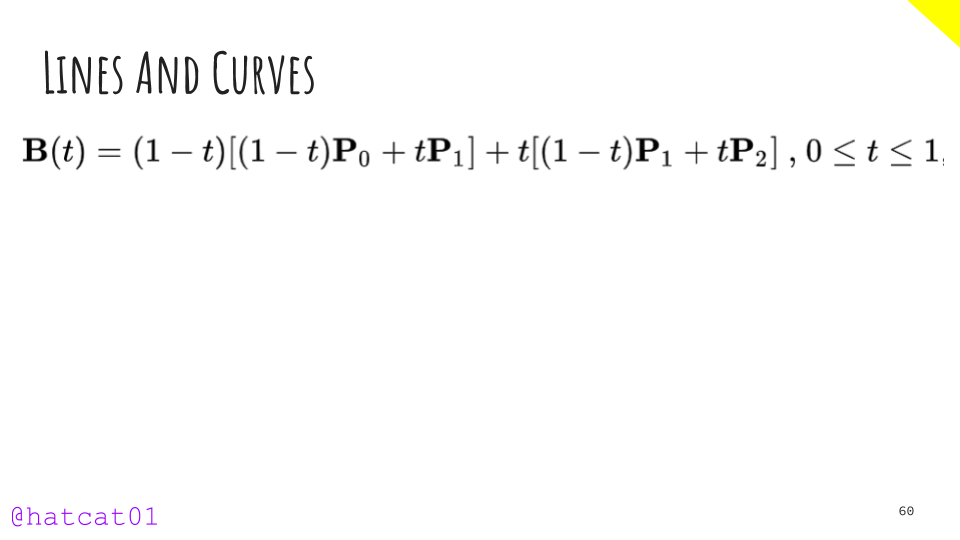 Lines And Curves
B(t) = (1 − t)[(1 − t)P₀ + tP₁] + t[(1 − t)P₁ + tP₂] , 0 ≤ t ≤ 1,
@hatcat01
60